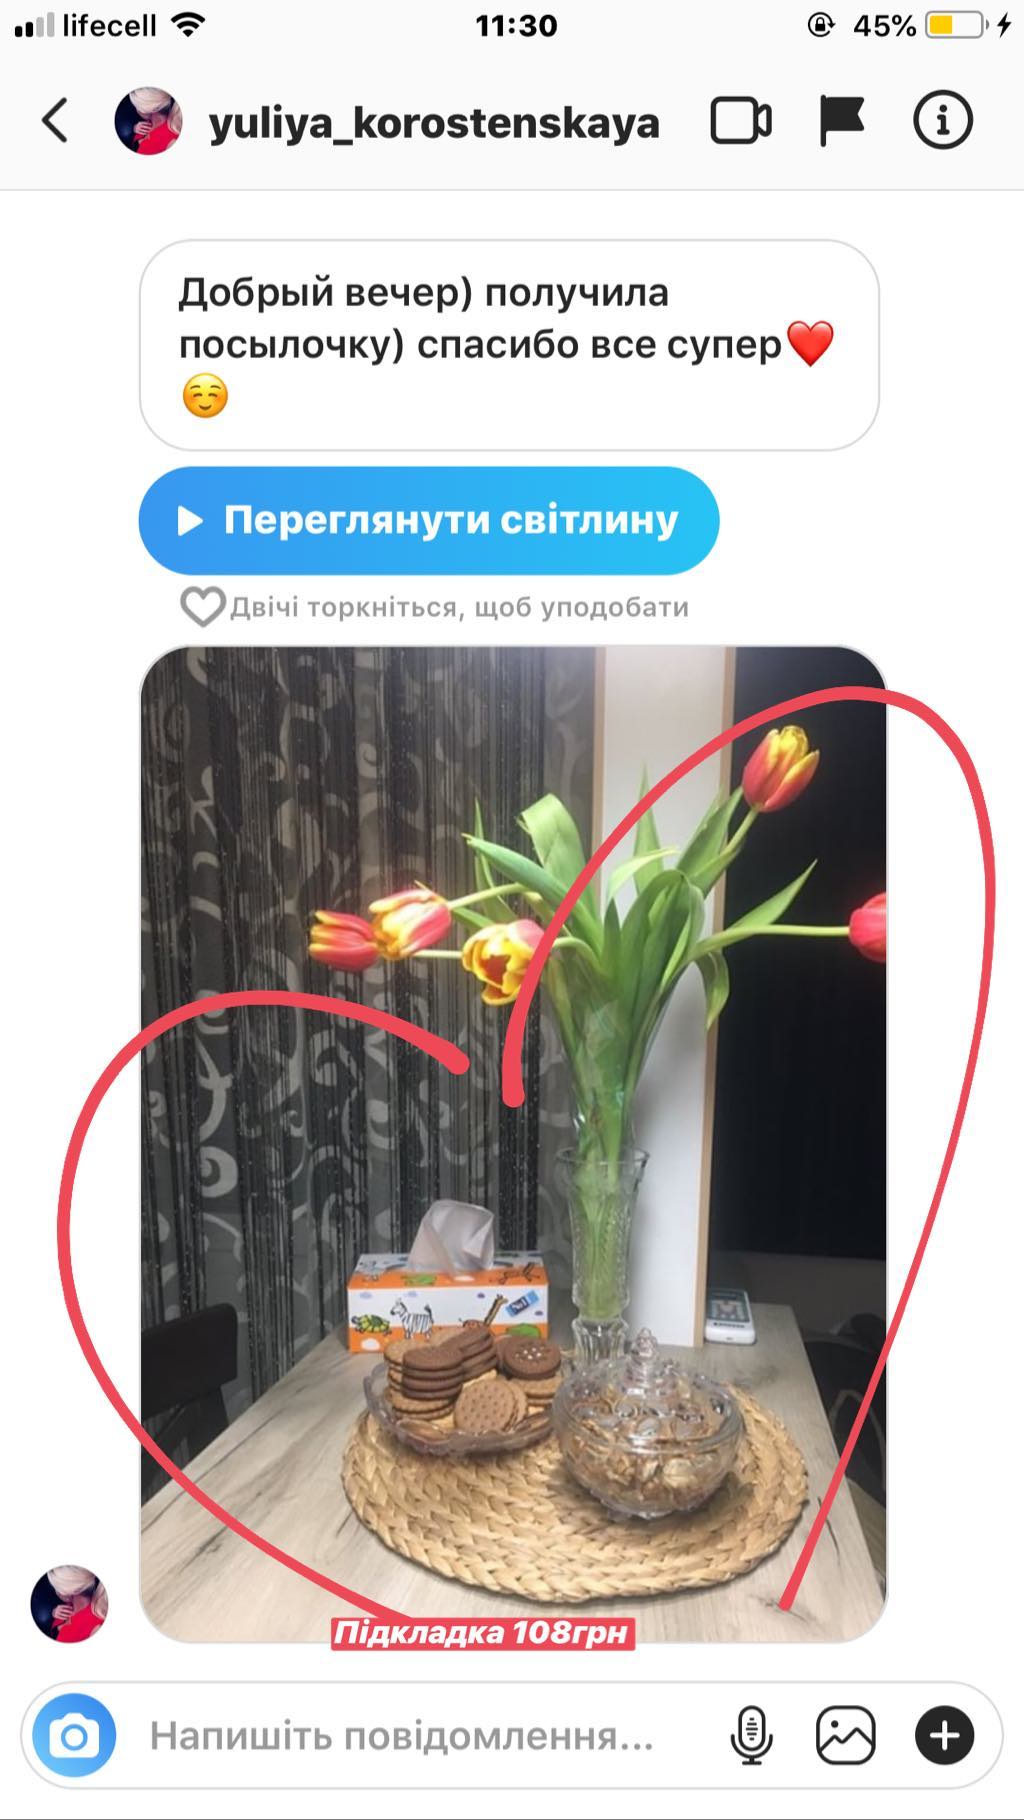 lifecell 11:30 45%
yuliya_korostenskaya
Добрый вечер) получила
посылочку) спасибо все супер❤️
☺️
Переглянути світлину
Двічі торкніться, щоб уподобати
Підкладка 108грн
Напишіть повідомлення...